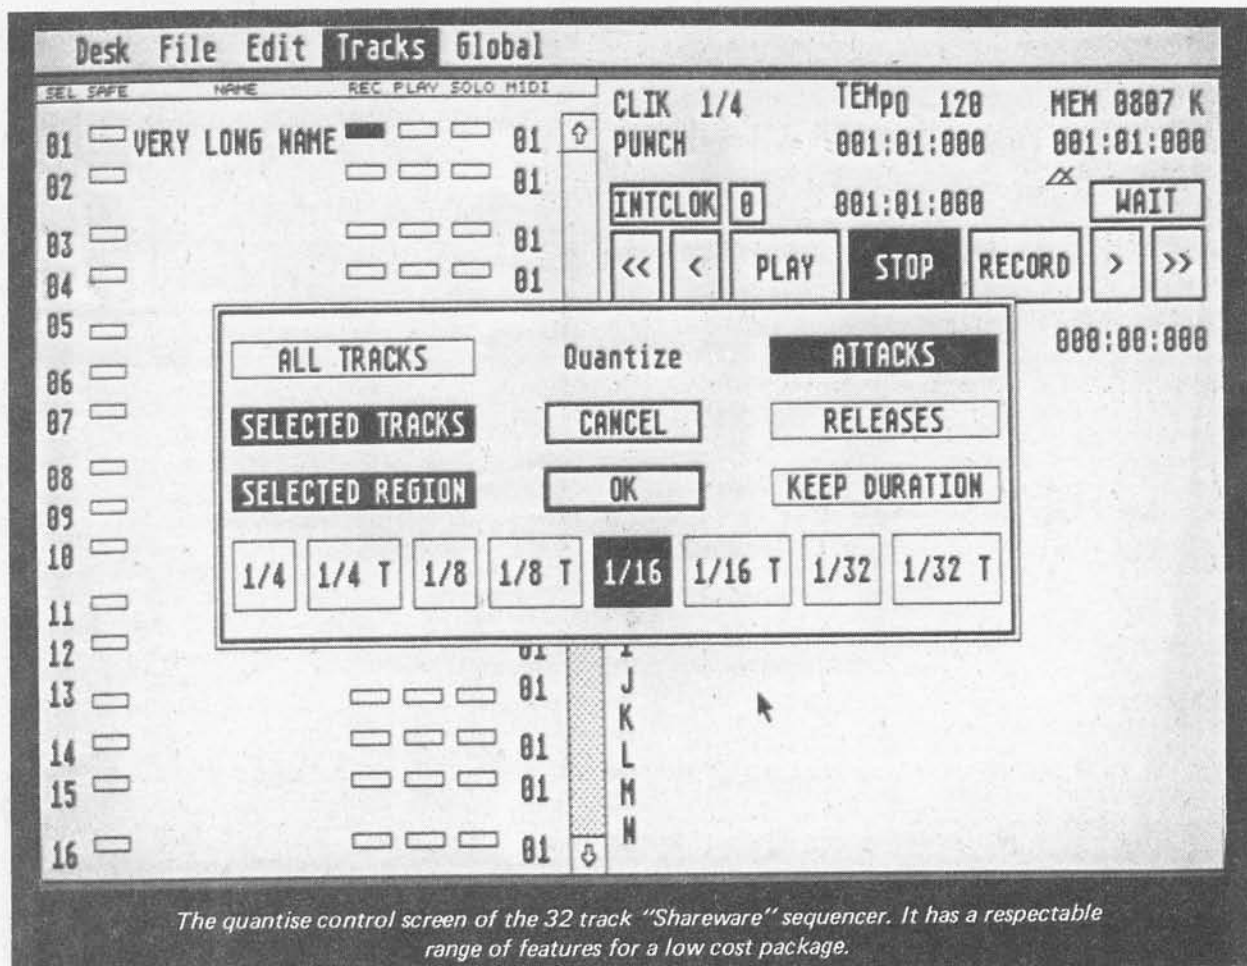 Desk File Edit Tracks Global
SEL SAFE NAME REC PLAY SOLO MIDI
CLIK 1/4 TEMPO 120 MEM 0807 K
01 VERY LONG NAME 01 PUNCH 001:01:000 001:01:000
02 01 INTCLOK 0 001:01:000 WAIT
03 01
04 01
<< < PLAY STOP RECORD > >>
05 000:00:000
06
07
08
09
10
11
12
13
14
15
16
ALL TRACKS Quantize ATTACKS
SELECTED TRACKS CANCEL RELEASES
SELECTED REGION OK KEEP DURATION
1/4 1/4 T 1/8 1/8 T 1/16 1/16 T 1/32 1/32 T
01
01
01
01
01
J
K
L
M
N
The quantise control screen of the 32 track "Shareware" sequencer. It has a respectable
range of features for a low cost package.